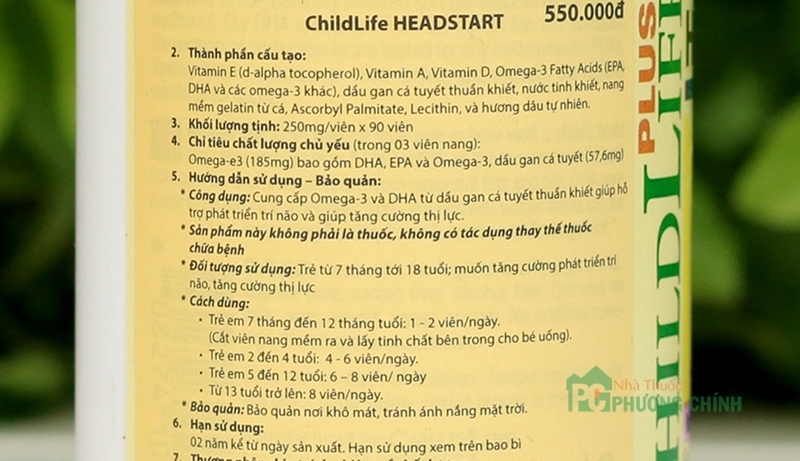 ChildLife HEADSTART
550.000đ
2. Thành phần cấu tạo:
Vitamin E (d-alpha tocopherol), Vitamin A, Vitamin D, Omega-3 Fatty Acids (EPA,
DHA và các omega-3 khác), dầu gan cá tuyết thuần khiết, nước tinh khiết, nang
mềm gelatin từ cá, Ascorbyl Palmitate, Lecithin, và hương dâu tự nhiên.
3. Khối lượng tịnh: 250mg/viên x 90 viên
4. Chỉ tiêu chất lượng chủ yếu (trong 03 viên nang):
Omega-e3 (185mg) bao gồm DHA, EPA và Omega-3, dầu gan cá tuyết (57,6mg)
5. Hướng dẫn sử dụng – Bảo quản:
* Công dụng: Cung cấp Omega-3 và DHA từ dầu gan cá tuyết thuần khiết giúp hỗ
trợ phát triển trí não và giúp tăng cường thị lực.
* Sản phẩm này không phải là thuốc, không có tác dụng thay thế thuốc
chữa bệnh
* Đối tượng sử dụng: Trẻ từ 7 tháng tới 18 tuổi; muốn tăng cường phát triển trí
não, tăng cường thị lực
* Cách dùng:
• Trẻ em 7 tháng đến 12 tháng tuổi: 1 - 2 viên/ngày.
(Cắt viên nang mềm ra và lấy tinh chất bên trong cho bé uống).
• Trẻ em 2 đến 4 tuổi: 4 - 6 viên/ngày.
• Trẻ em 5 đến 12 tuổi: 6 – 8 viên/ ngày
• Từ 13 tuổi trở lên: 8 viên/ngày.
* Bảo quản: Bảo quản nơi khô mát, tránh ánh nắng mặt trời.
6. Hạn sử dụng:
02 năm kể từ ngày sản xuất. Hạn sử dụng xem trên bao bì
PLUS
CHILDLIFE
PC Nhà Thuốc
PHƯƠNG CHÍNH